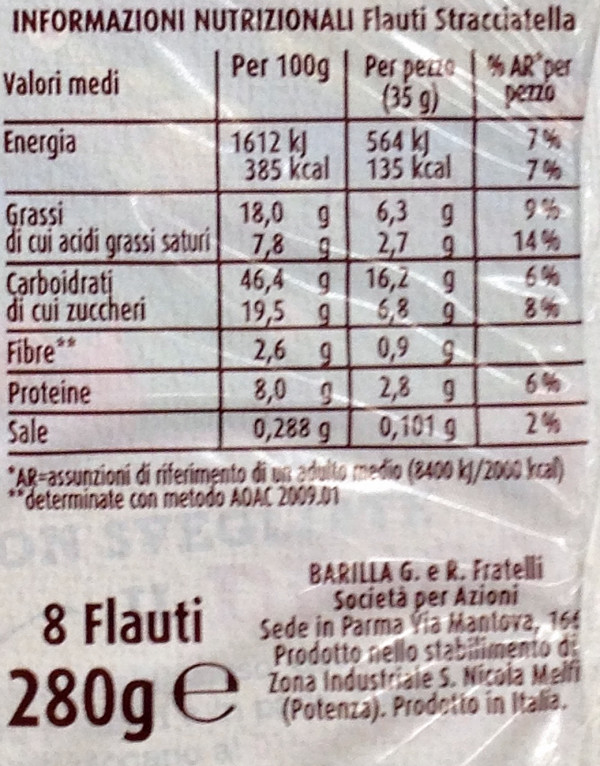 INFORMAZIONI NUTRIZIONALI Flauti Stracciatella
Valori medi Per 100g Per pezzo (35 g) % AR*per pezzo
Energia 1612 kJ 564 kJ 7%
385 kcal 135 kcal 7%
Grassi 18,0 g 6,3 g 9%
di cui acidi grassi saturi 7,8 g 2,7 g 14%
Carboidrati 46,4 g 16,2 g 6%
di cui zuccheri 19,5 g 6,8 g 8%
Fibre** 2,6 g 0,9 g
Proteine 8,0 g 2,8 g 6%
Sale 0,288 g 0,101 g 2%
*AR=assunzioni di riferimento di un adulto medio (8400 kJ/2000 kcal)
**determinate con metodo AOAC 2009.01
8 Flauti
280g e
BARILLA G. e R. Fratelli
Società per Azioni
Sede in Parma Via Mantova, 166
Prodotto nello stabilimento di
Zona Industriale S. Nicola Melfi
(Potenza). Prodotto in Italia.